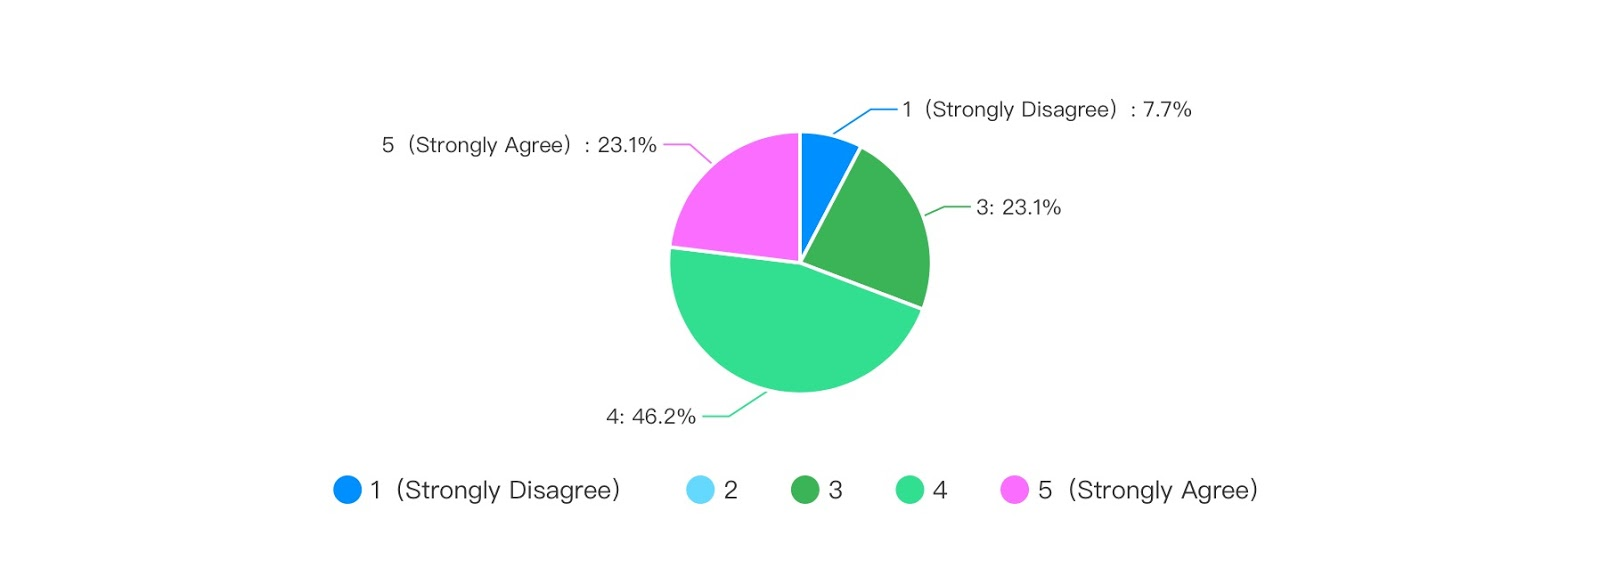 1（Strongly Disagree）: 7.7%
5（Strongly Agree）: 23.1%
3: 23.1%
4: 46.2%
1（Strongly Disagree） 2 3 4 5（Strongly Agree）